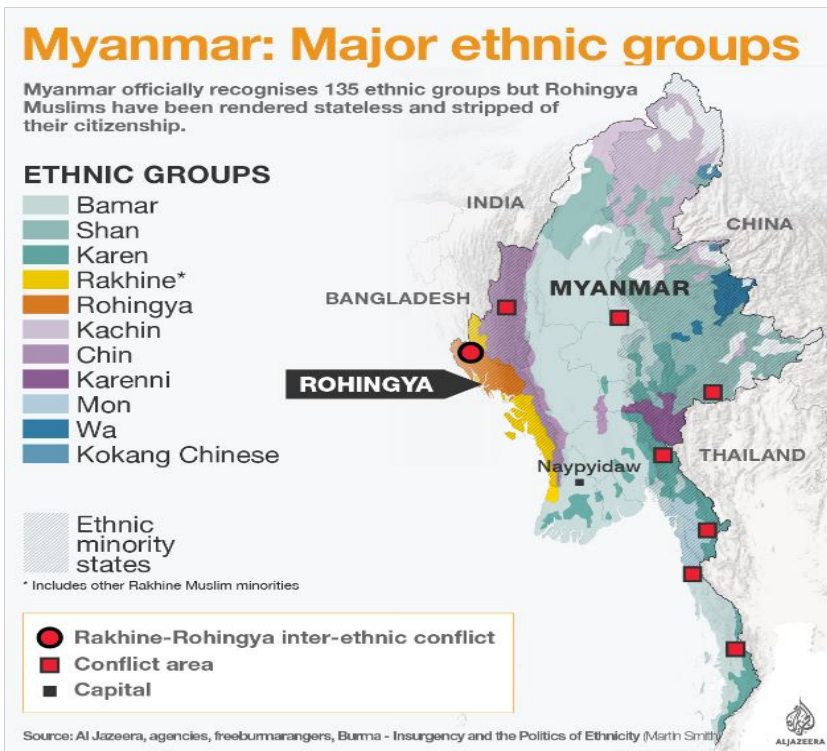 Myanmar: Major ethnic groups
Myanmar officially recognises 135 ethnic groups but Rohingya
Muslims have been rendered stateless and stripped of
their citizenship.
ETHNIC GROUPS
Bamar
Shan
Karen
Rakhine*
Rohingya
Kachin
Chin
Karenni
Mon
Wa
Kokang Chinese
Ethnic
minority
states
* Includes other Rakhine Muslim minorities
INDIA
CHINA
BANGLADESH
MYANMAR
ROHINGYA
THAILAND
Naypyidaw
Rakhine-Rohingya inter-ethnic conflict
Conflict area
Capital
Source: Al Jazeera, agencies, freeburmarangers, Burma - Insurgency and the Politics of Ethnicity (Martin Smith)
ALJAZEERA